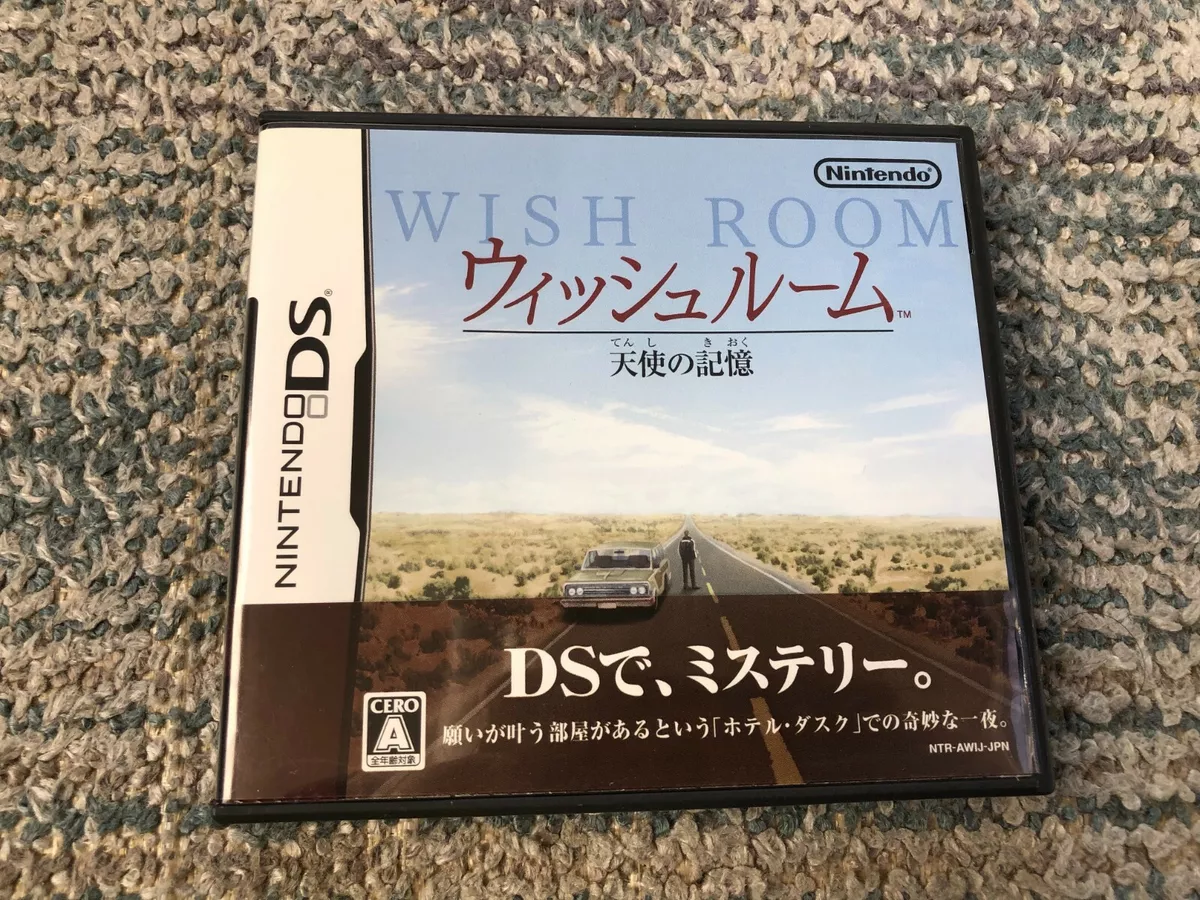 Nintendo®
WISH ROOM
ウィッシュルーム™
てんし きおく
天使の記憶
NINTENDO DS®
DSで、ミステリー。
CERO
A
全年齢対象
願いが叶う部屋があるという「ホテル・ダスク」での奇妙な一夜。
NTR-AWIJ-JPN